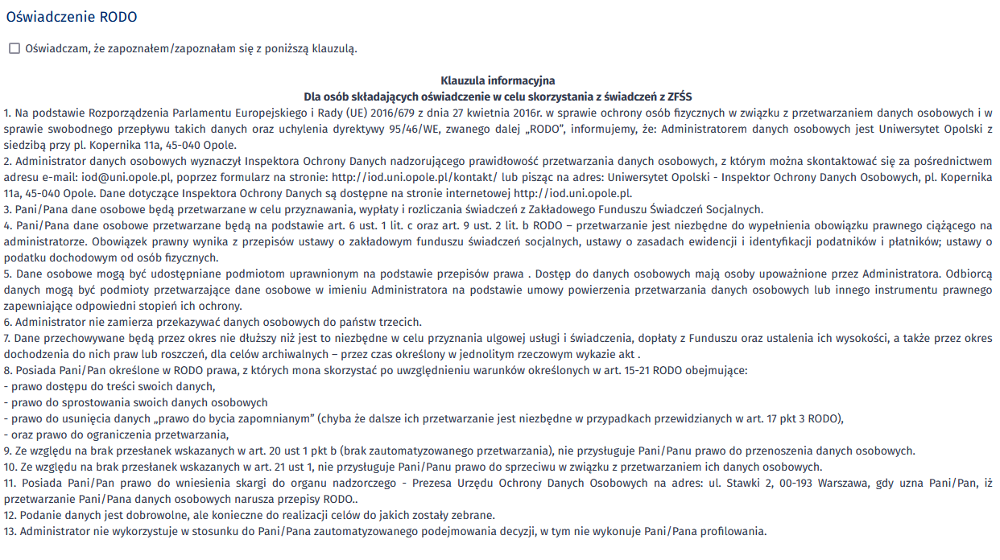 Oświadczenie RODO
Oświadczam, że zapoznałem/zapoznałam się z poniższą klauzulą.
Klauzula informacyjna
Dla osób składających oświadczenie w celu skorzystania z świadczeń z ZFŚS
1. Na podstawie Rozporządzenia Parlamentu Europejskiego i Rady (UE) 2016/679 z dnia 27 kwietnia 2016r. w sprawie ochrony osób fizycznych w związku z przetwarzaniem danych osobowych i w
sprawie swobodnego przepływu takich danych oraz uchylenia dyrektywy 95/46/WE, zwanego dalej „RODO”, informujemy, że: Administratorem danych osobowych jest Uniwersytet Opolski z
siedzibą przy pl. Kopernika 11a, 45-040 Opole.
2. Administrator danych osobowych wyznaczył Inspektora Ochrony Danych nadzorującego prawidłowość przetwarzania danych osobowych, z którym można skontaktować się za pośrednictwem
adresu e-mail: iod@uni.opole.pl, poprzez formularz na stronie: http://iod.uni.opole.pl/kontakt/ lub pisząc na adres: Uniwersytet Opolski - Inspektor Ochrony Danych Osobowych, pl. Kopernika
11a, 45-040 Opole. Dane dotyczące Inspektora Ochrony Danych są dostępne na stronie internetowej http://iod.uni.opole.pl.
3. Pani/Pana dane osobowe będą przetwarzane w celu przyznawania, wypłaty i rozliczania świadczeń z Zakładowego Funduszu Świadczeń Socjalnych.
4. Pani/Pana dane osobowe przetwarzane będą na podstawie art. 6 ust. 1 lit. c oraz art. 9 ust. 2 lit. b RODO – przetwarzanie jest niezbędne do wypełnienia obowiązku prawnego ciążącego na
administratorze. Obowiązek prawny wynika z przepisów ustawy o zakładowym funduszu świadczeń socjalnych, ustawy o zasadach ewidencji i identyfikacji podatników i płatników; ustawy o
podatku dochodowym od osób fizycznych.
5. Dane osobowe mogą być udostępniane podmiotom uprawnionym na podstawie przepisów prawa . Dostęp do danych osobowych mają osoby upoważnione przez Administratora. Odbiorcą
danych mogą być podmioty przetwarzające dane osobowe w imieniu Administratora na podstawie umowy powierzenia przetwarzania danych osobowych lub innego instrumentu prawnego
zapewniające odpowiedni stopień ich ochrony.
6. Administrator nie zamierza przekazywać danych osobowych do państw trzecich.
7. Dane przechowywane będą przez okres nie dłuższy niż jest to niezbędne w celu przyznania ulgowej usługi i świadczenia, dopłaty z Funduszu oraz ustalenia ich wysokości, a także przez okres
dochodzenia do nich praw lub roszczeń, dla celów archiwalnych – przez czas określony w jednolitym rzeczowym wykazie akt .
8. Posiada Pani/Pan określone w RODO prawa, z których mona skorzystać po uwzględnieniu warunków określonych w art. 15-21 RODO obejmujące:
- prawo dostępu do treści swoich danych,
- prawo do sprostowania swoich danych osobowych
- prawo do usunięcia danych „prawo do bycia zapomnianym” (chyba że dalsze ich przetwarzanie jest niezbędne w przypadkach przewidzianych w art. 17 pkt 3 RODO),
- oraz prawo do ograniczenia przetwarzania,
9. Ze względu na brak przesłanek wskazanych w art. 20 ust 1 pkt b (brak zautomatyzowanego przetwarzania), nie przysługuje Pani/Panu prawo do przenoszenia danych osobowych.
10. Ze względu na brak przesłanek wskazanych w art. 21 ust 1, nie przysługuje Pani/Panu prawo do sprzeciwu w związku z przetwarzaniem ich danych osobowych.
11. Posiada Pani/Pan prawo do wniesienia skargi do organu nadzorczego - Prezesa Urzędu Ochrony Danych Osobowych na adres: ul. Stawki 2, 00-193 Warszawa, gdy uzna Pani/Pan, iż
przetwarzanie Pani/Pana danych osobowych narusza przepisy RODO..
12. Podanie danych jest dobrowolne, ale konieczne do realizacji celów do jakich zostały zebrane.
13. Administrator nie wykorzystuje w stosunku do Pani/Pana zautomatyzowanego podejmowania decyzji, w tym nie wykonuje Pani/Pana profilowania.